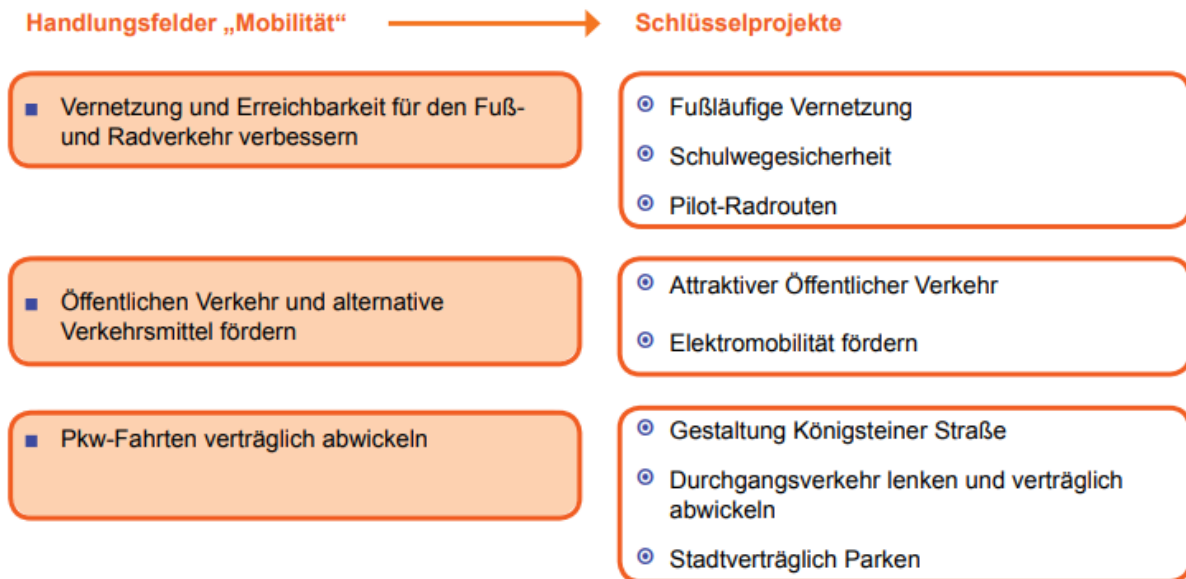 Handlungsfelder „Mobilität“
Schlüsselprojekte
Vernetzung und Erreichbarkeit für den Fuß-
und Radverkehr verbessern
Fußläufige Vernetzung
Schulwegesicherheit
Pilot-Radrouten
Öffentlichen Verkehr und alternative
Verkehrsmittel fördern
Attraktiver Öffentlicher Verkehr
Elektromobilität fördern
Pkw-Fahrten verträglich abwickeln
Gestaltung Königsteiner Straße
Durchgangsverkehr lenken und verträglich
abwickeln
Stadtverträglich Parken